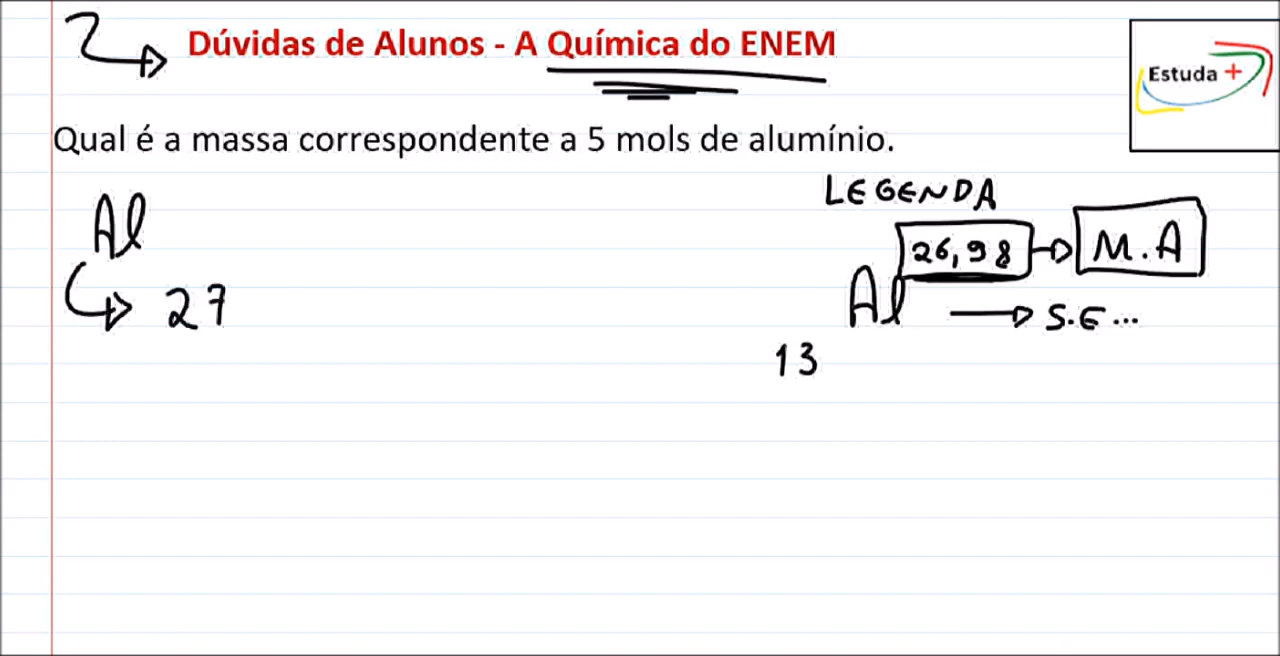 Dúvidas de Alunos - A Química do ENEM
Estuda +
Qual é a massa correspondente a 5 mols de alumínio.
LEGENDA
Al
26,98 M.A
27
Al S.E...
13